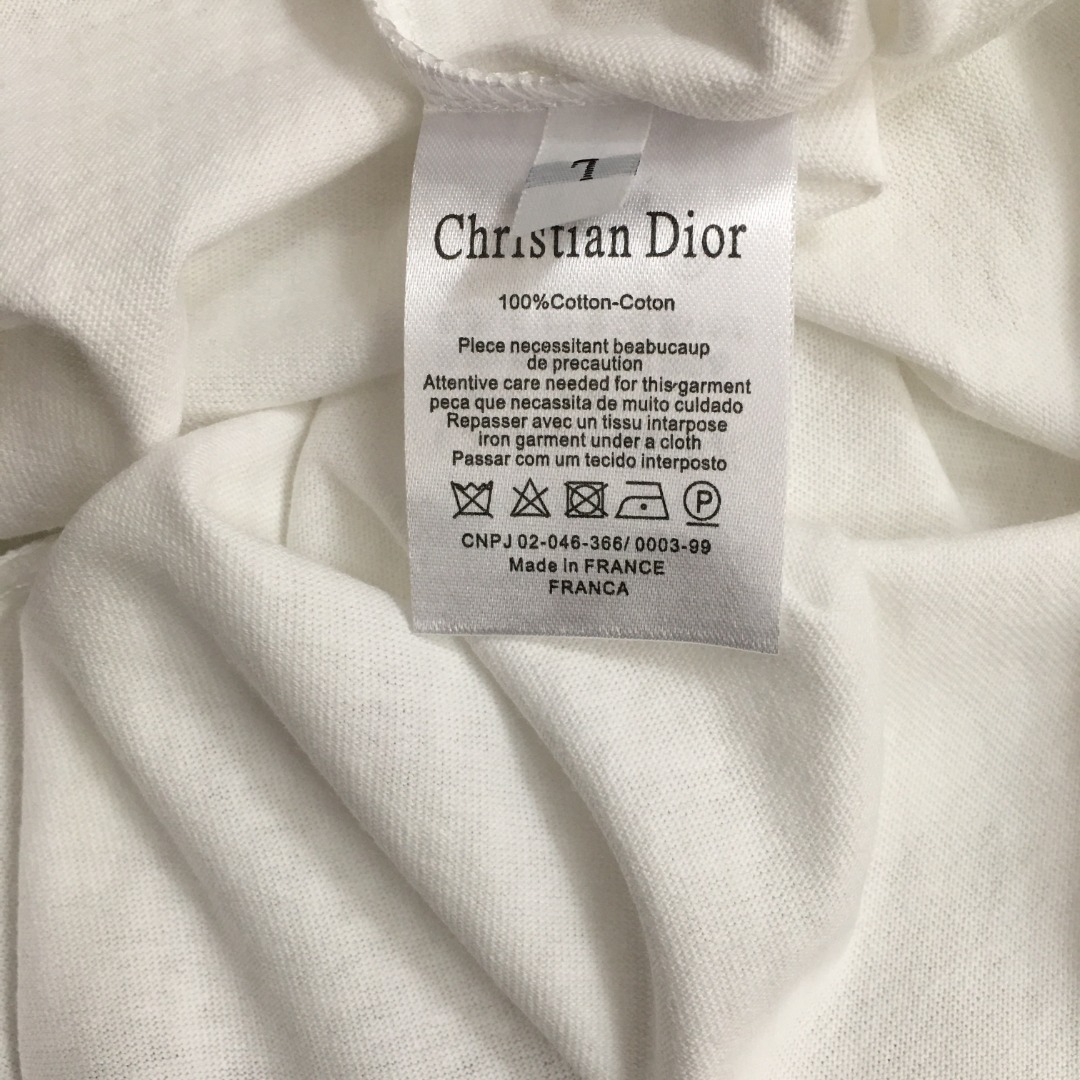 L
Christian Dior
100%Cotton-Coton
Plece necessitant beabucaup
de precaution
Attentive care needed for this garment
peca que necassita de muito culdado
Repasser avec un tissu intarpose
iron garment under a cloth
Passar com um tecido interposto
P
CNPJ 02-046-366/ 0003-99
Made in FRANCE
FRANCA